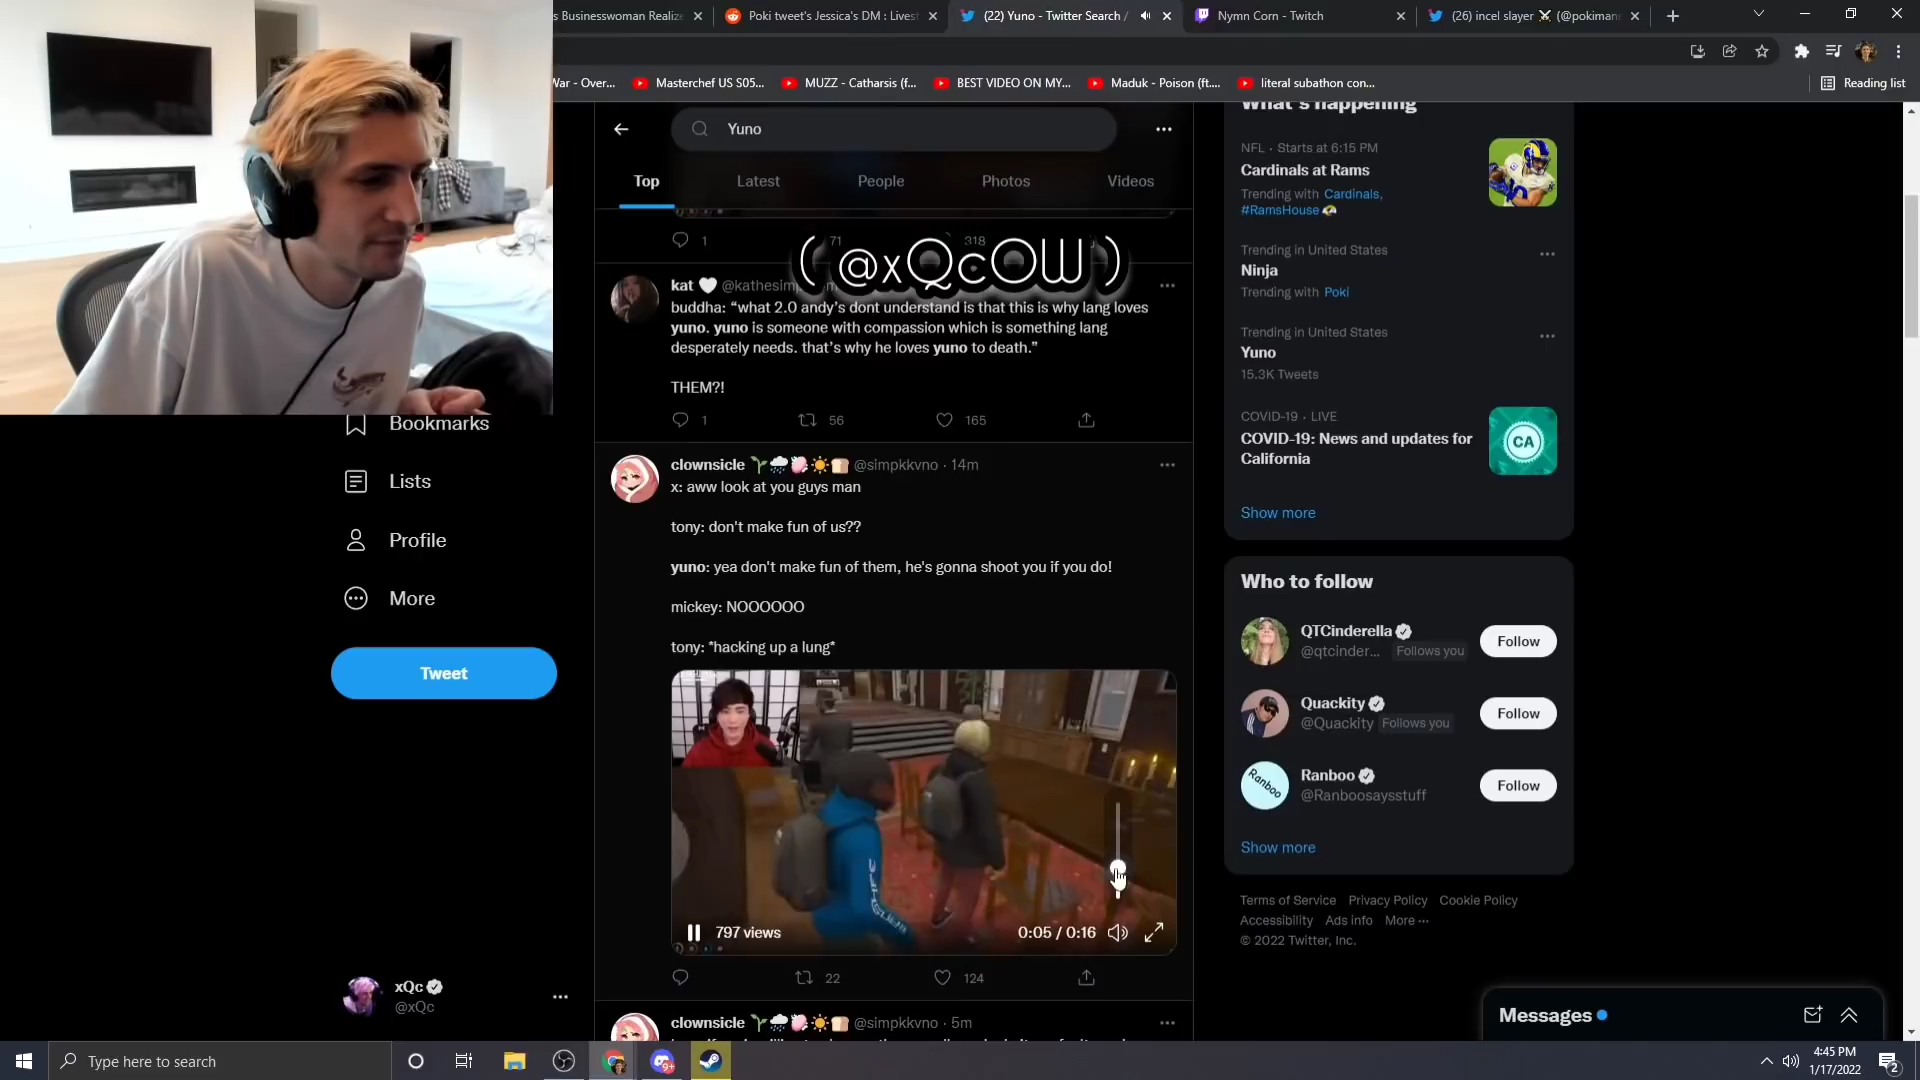 s Businesswoman Realize
Poki tweet's Jessica's DM : Lives
(22) Yuno - Twitter Search /
Nymn Corn - Twitch
(26) incel slayer ⚔ (@pokiman
War - Over...
Masterchef US S05...
MUZZ - Catharsis (f...
BEST VIDEO ON MY...
Maduk - Poison (ft....
literal subathon con...
Reading list
Yuno
Top
Latest
People
Photos
Videos
1
71
318
(@xQcOW)
kat 🤍 @kathesim
buddha: “what 2.0 andy’s dont understand is that this is why lang loves
yuno. yuno is someone with compassion which is something lang
desperately needs. that’s why he loves yuno to death.”
THEM?!
1
56
165
clownsicle 🌱🌧🧼☀🍞 @simpkkvno · 14m
x: aww look at you guys man
tony: don't make fun of us??
yuno: yea don't make fun of them, he's gonna shoot you if you do!
mickey: NOOOOOO
tony: *hacking up a lung*
797 views
0:05 / 0:16
22
124
clownsicle 🌱🌧🧼☀🍞 @simpkkvno · 5m
Bookmarks
Lists
Profile
More
Tweet
xQc
@xQc
What's happening
NFL · Starts at 6:15 PM
Cardinals at Rams
Trending with Cardinals,
#RamsHouse
Trending in United States
Ninja
Trending with Poki
Trending in United States
Yuno
15.3K Tweets
COVID-19 · LIVE
COVID-19: News and updates for
California
CA
Show more
Who to follow
QTCinderella
@qtcinder... Follows you
Follow
Quackity
@Quackity Follows you
Follow
Ranboo
Ranboo
@Ranboosaysstuff
Follow
Show more
Terms of Service Privacy Policy Cookie Policy
Accessibility Ads info More ···
© 2022 Twitter, Inc.
Messages
Type here to search
9+
4:45 PM
1/17/2022
2